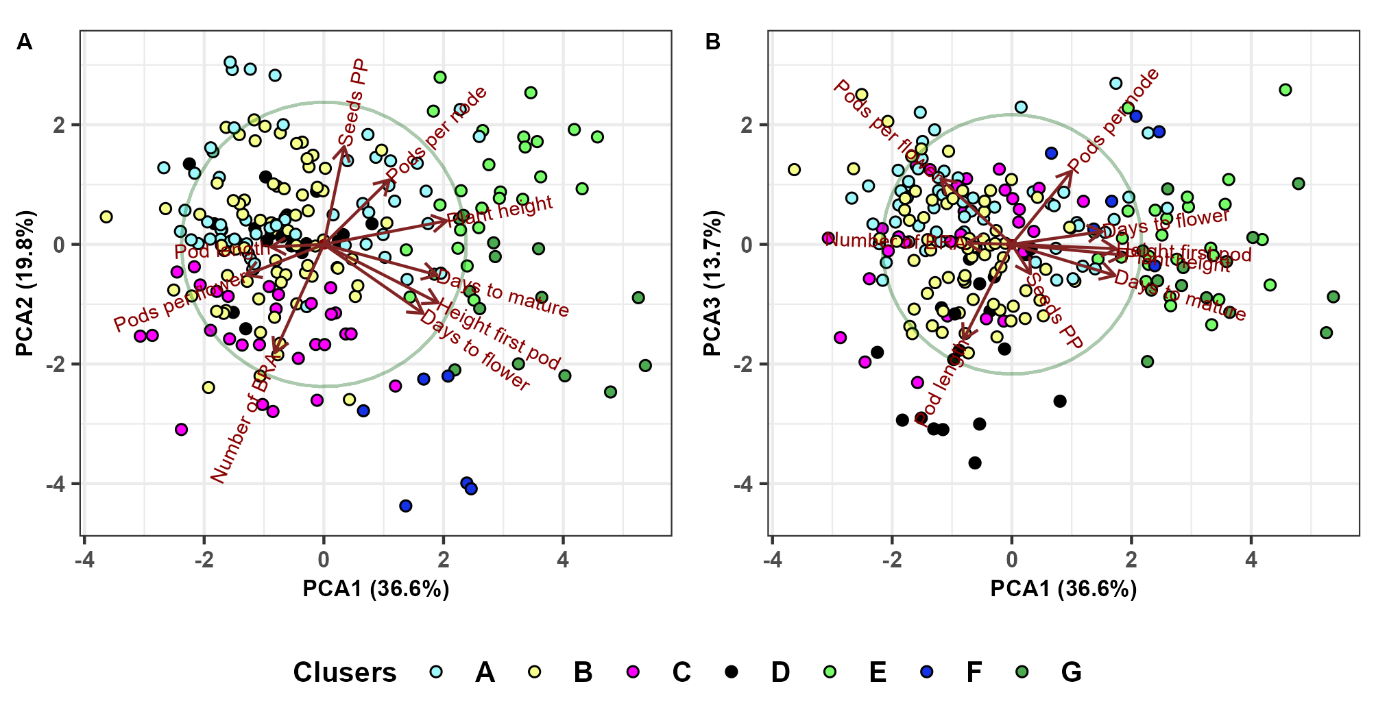 A
B
Seeds PP
Pods per node
Plant height
Pod length
Pods per flower
Days to mature
Height first pod
Days to flower
Number of BRA
2
0
-2
-4
-4
-2
0
2
4
PCA1 (36.6%)
PCA2 (19.8%)
Pods per flower
Pods per node
Days to flower
Number of BRA
Height first pod
Plant height
Days to mature
Seeds PP
Pod length
2
0
-2
-4
-4
-2
0
2
4
PCA1 (36.6%)
PCA3 (13.7%)
Clusers A B C D E F G